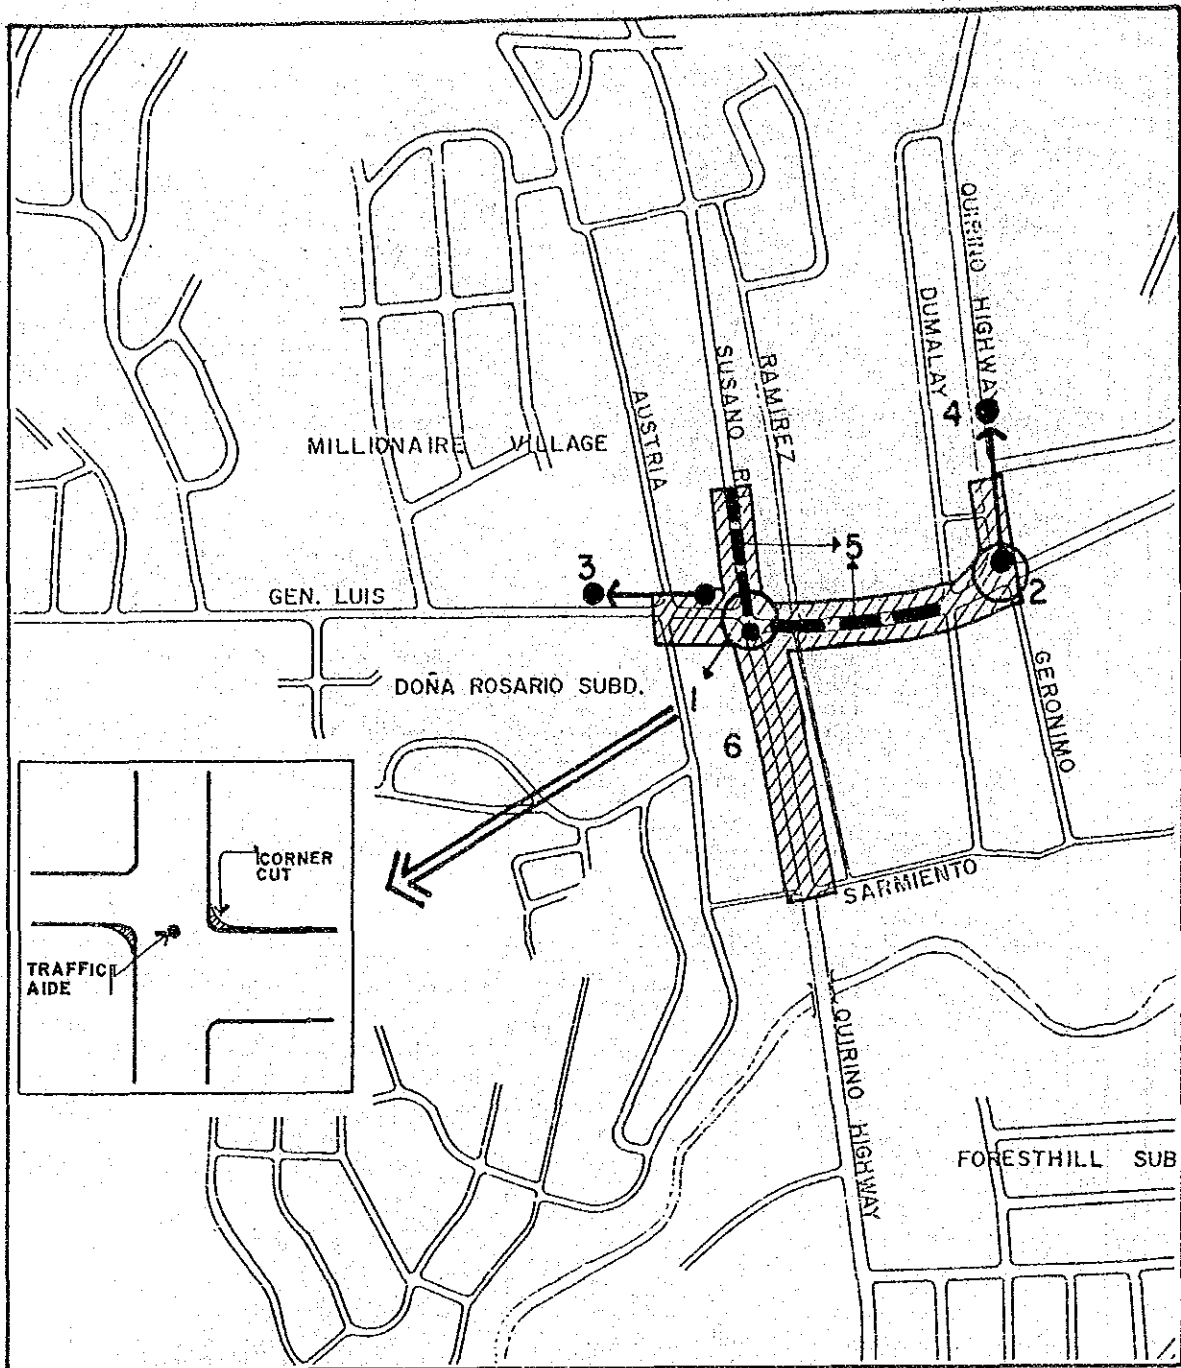 QUIRINO HIGHWAY
DUMALAY
SUSANO RD
RAMIREZ
AUSTRIA
4
MILLIONAIRE VILLAGE
5
3
2
GEN. LUIS
DOÑA ROSARIO SUBD.
1
6
GERONIMO
CORNER
CUT
TRAFFIC
AIDE
SARMIENTO
QUIRINO HIGHWAY
FORESTHILL SUB